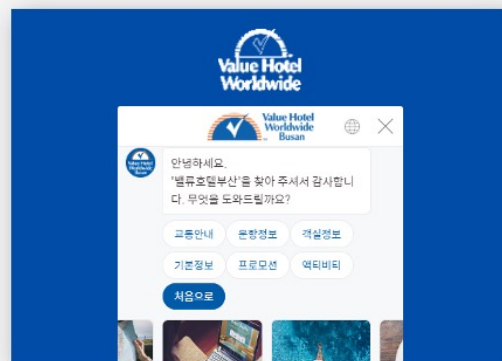 Value Hotel
Worldwide
Value Hotel
Worldwide
Busan
안녕하세요.
"밸류호텔부산"을 찾아 주셔서 감사합니
다. 무엇을 도와드릴까요?
교통안내 운항정보 객실정보
기본정보 프로모션 액티비티
처음으로